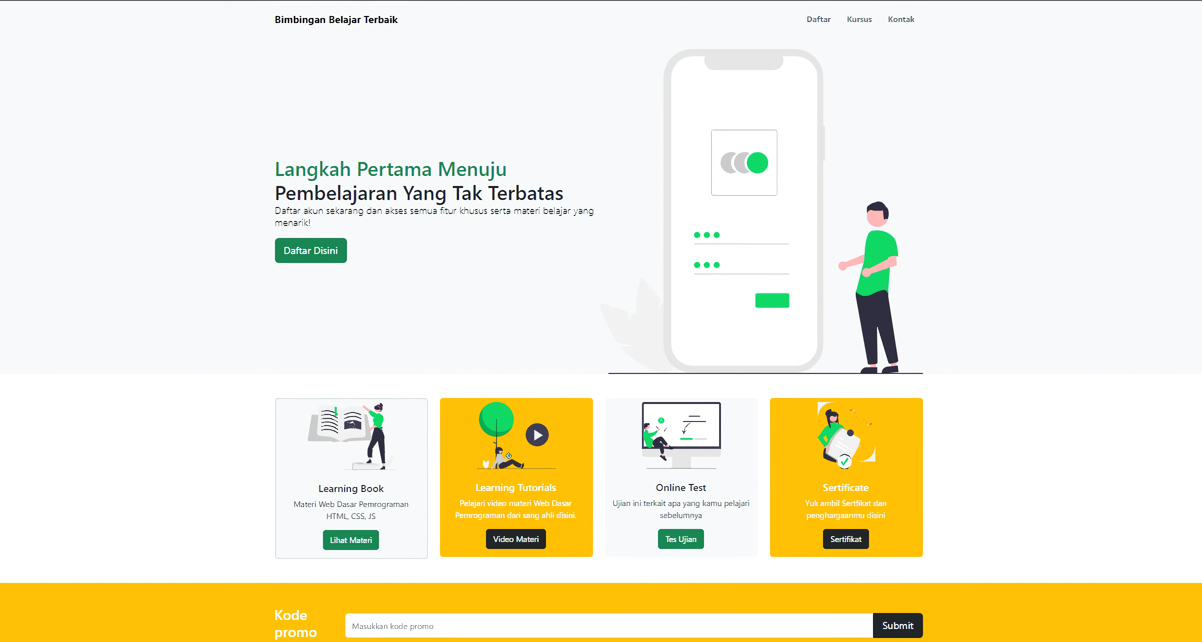 Bimbingan Belajar Terbaik
Daftar Kursus Kontak
Langkah Pertama Menuju
Pembelajaran Yang Tak Terbatas
Daftar akun sekarang dan akses semua fitur khusus serta materi belajar yang
menarik!
Daftar Disini
Learning Book
Materi Web Dasar Pemrograman
HTML, CSS, JS
Lihat Materi
Learning Tutorials
Pelajari video materi Web Dasar
Pemrograman dari sang ahli disini.
Video Materi
Online Test
Ujian ini terkait apa yang kamu pelajari
sebelumnya
Tes Ujian
Sertificate
Yuk ambil Sertfikat dan
penghargaanmu disini
Sertifikat
Kode
promo
Masukkan kode promo
Submit